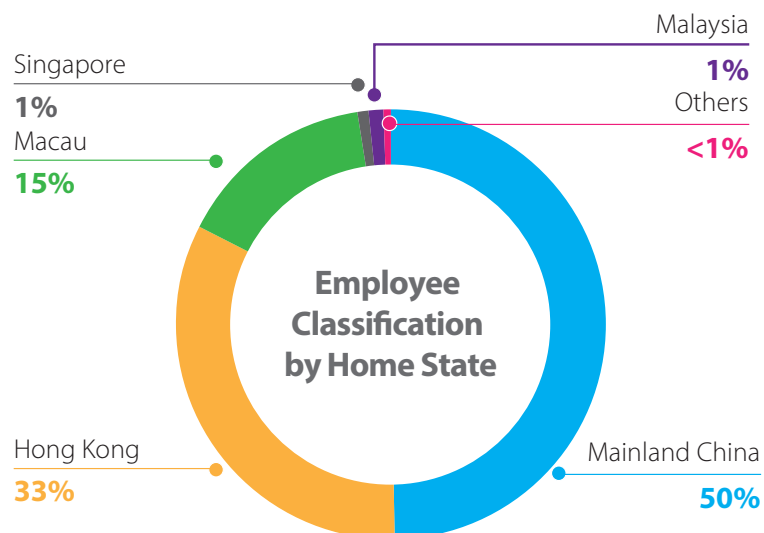 Malaysia
1%
Singapore
1%
Others
<1%
Macau
15%
Employee
Classification
by Home State
Hong Kong
33%
Mainland China
50%